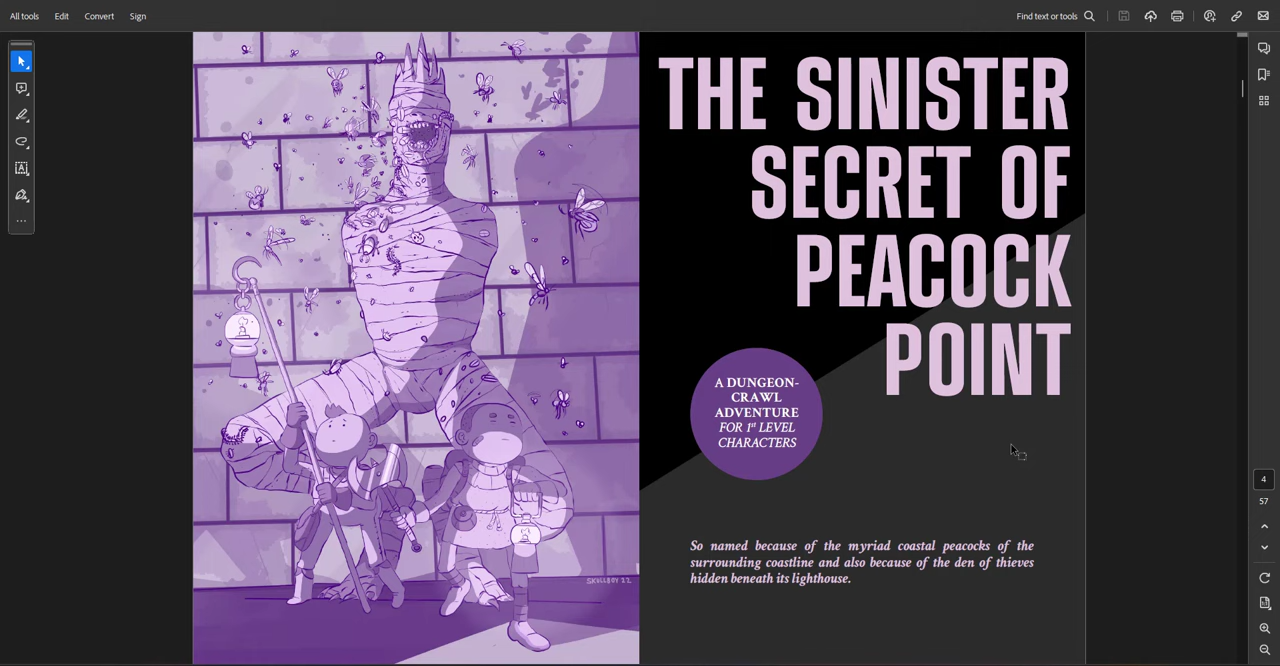 All tools Edit Convert Sign Find text or tools
SKULLBOY 22
THE SINISTER
SECRET OF
PEACOCK
POINT
A DUNGEON-
CRAWL
ADVENTURE
FOR 1st LEVEL
CHARACTERS
So named because of the myriad coastal peacocks of the
surrounding coastline and also because of the den of thieves
hidden beneath its lighthouse.
4
57